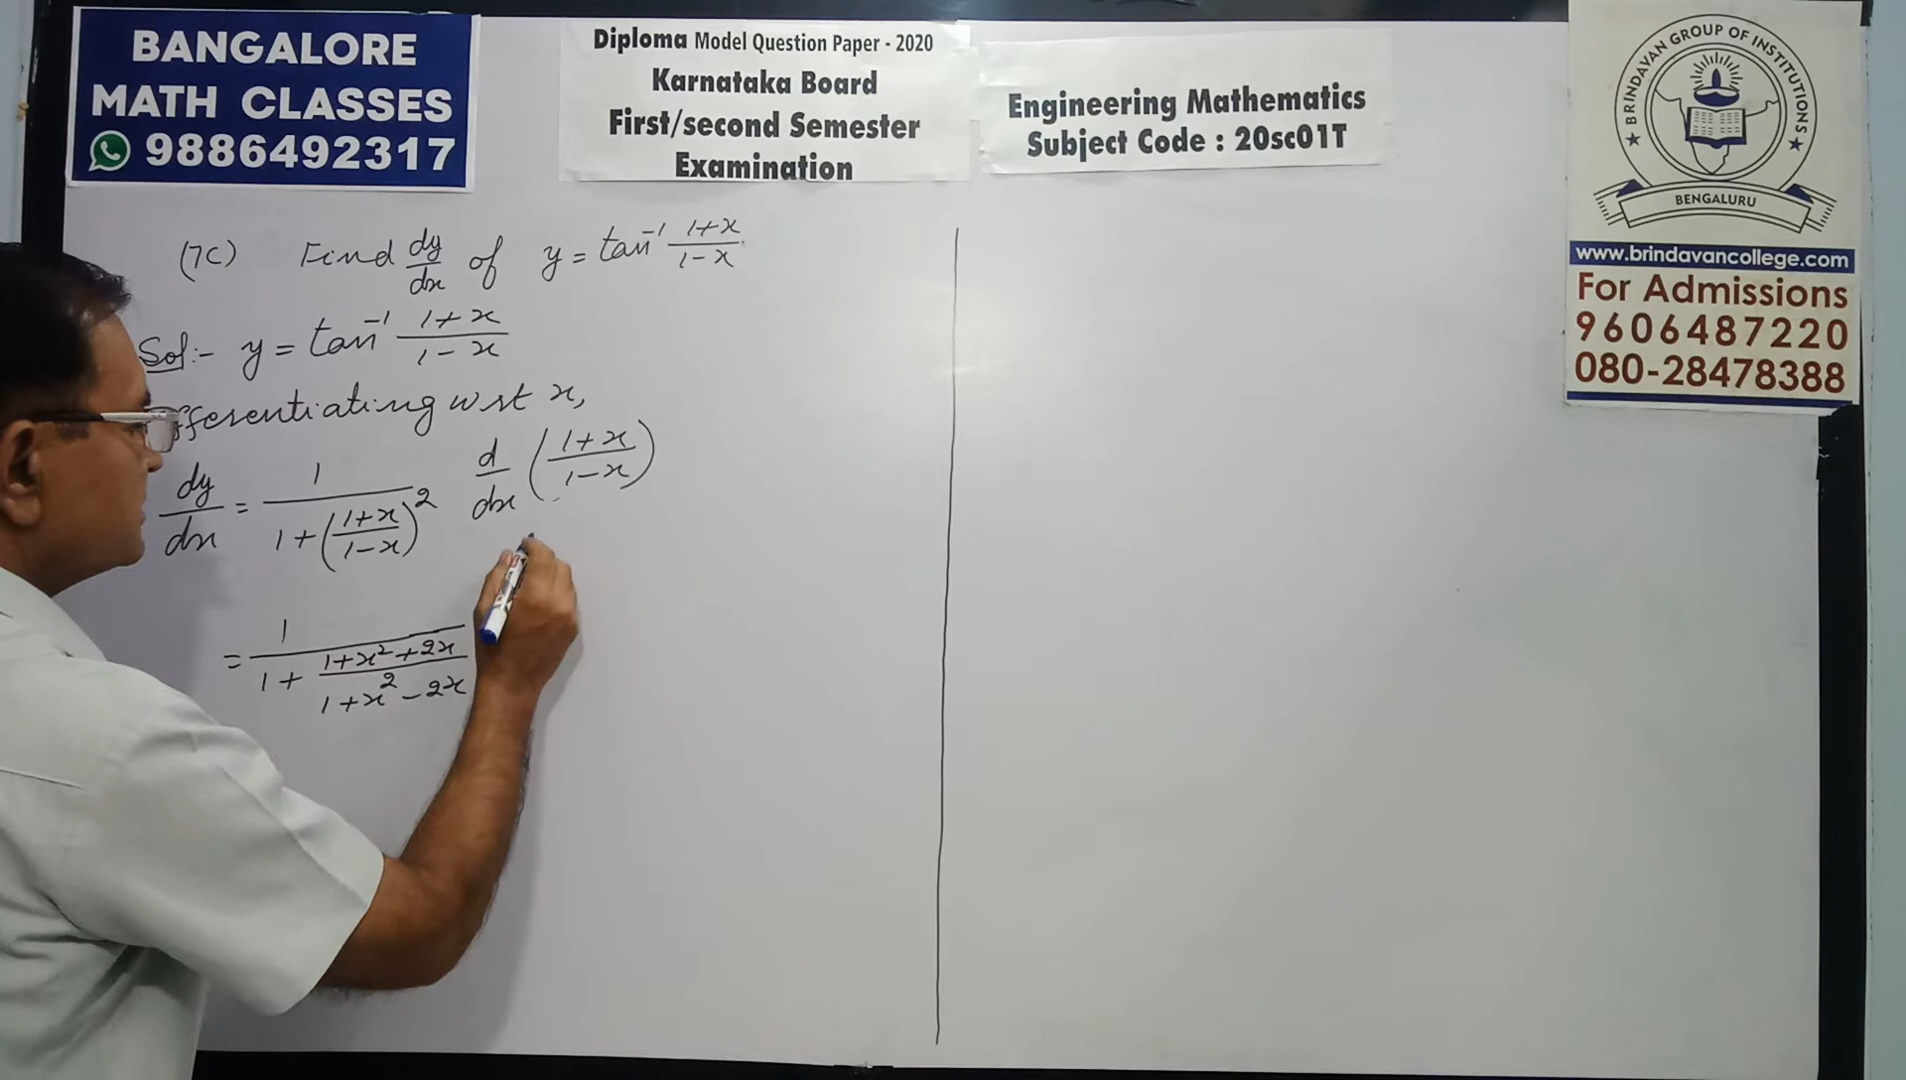 BANGALORE
MATH CLASSES
9886492317
Diploma Model Question Paper - 2020
Karnataka Board
First/second Semester
Examination
Engineering Mathematics
Subject Code : 20sc01T
BRINDAVAN GROUP OF INSTITUTIONS
BENGALURU
www.brindavancollege.com
For Admissions
9606487220
080-28478388
(7C) Find dy/dx of y = tan⁻¹ (1+x)/(1-x).
Sol:- y = tan⁻¹ (1+x)/(1-x)
fferentiating wrt x,
dy/dx = 1/(1+((1+x)/(1-x))²) d/dx ((1+x)/(1-x))
= 1/(1+(1+x²+2x)/(1+x²-2x))